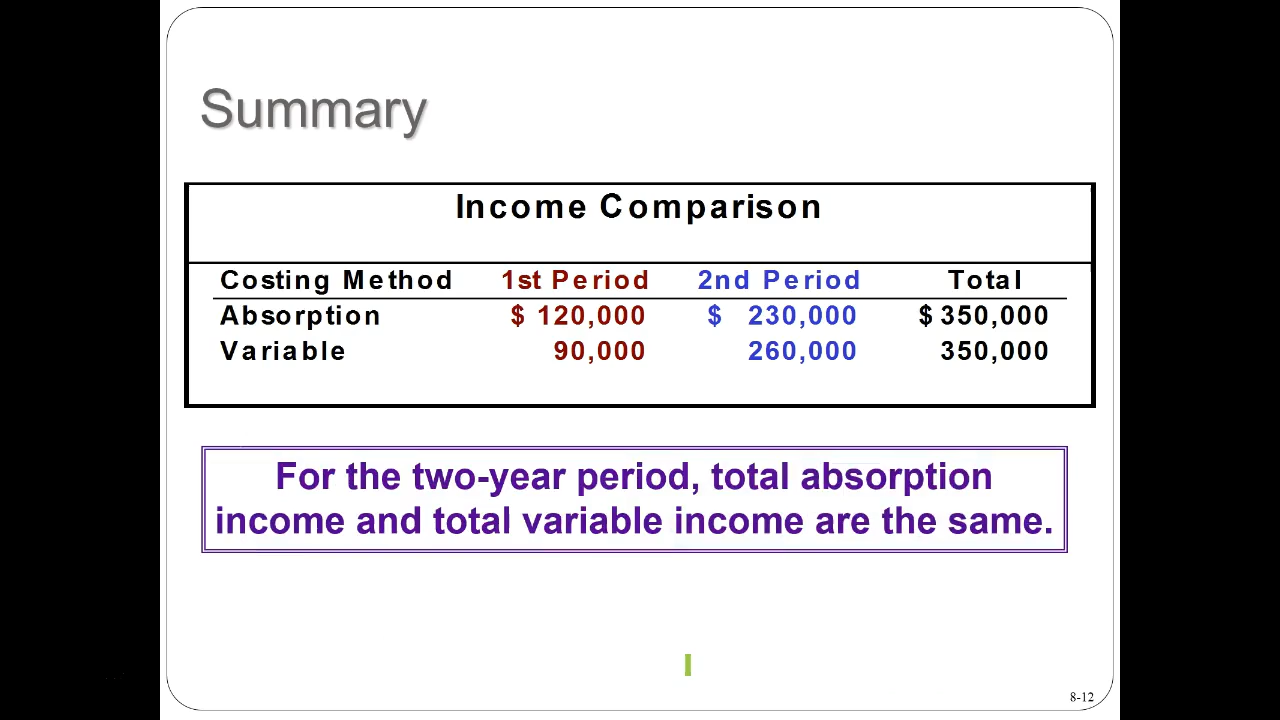 Summary
Income Comparison
Costing Method 1st Period 2nd Period Total
Absorption $ 120,000 $ 230,000 $ 350,000
Variable 90,000 260,000 350,000
For the two-year period, total absorption
income and total variable income are the same.
8-12